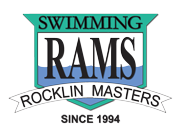 SWIMMING
RAMS
ROCKLIN MASTERS
SINCE 1994